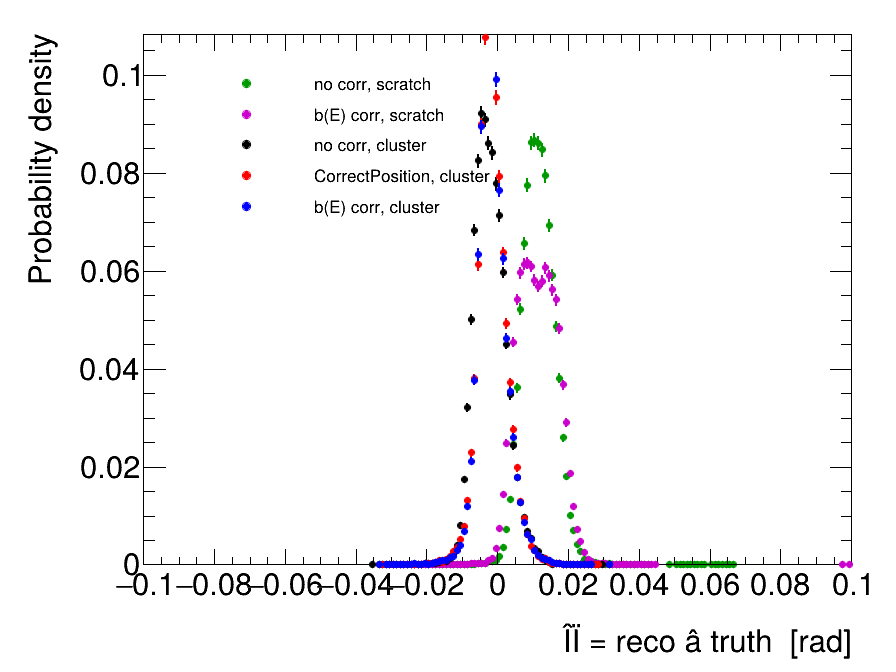 Probability density
0.1
0.08
0.06
0.04
0.02
0
no corr, scratch
b(E) corr, scratch
no corr, cluster
CorrectPosition, cluster
b(E) corr, cluster
−0.1 −0.08 −0.06 −0.04 −0.02 0 0.02 0.04 0.06 0.08 0.1
ÎÏ = reco â truth [rad]